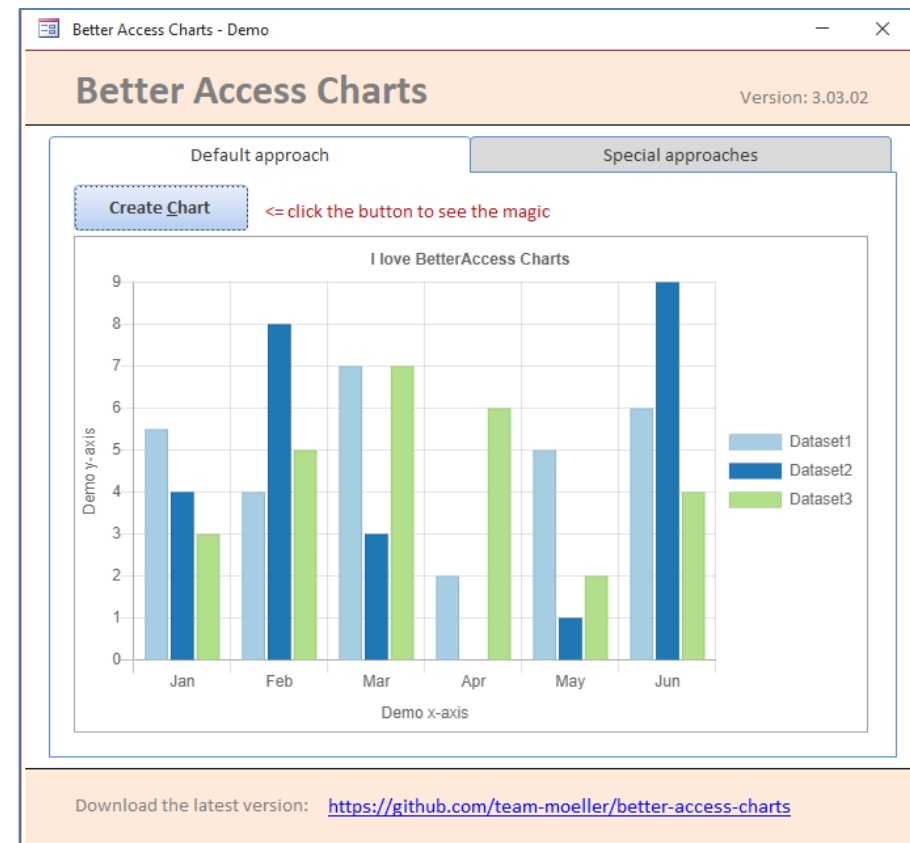 Better Access Charts - Demo
Better Access Charts
Version: 3.03.02
Default approach
Special approaches
Create Chart
<= click the button to see the magic
I love BetterAccess Charts
9
8
7
6
5
4
3
2
1
0
Demo y-axis
Jan Feb Mar Apr May Jun
Demo x-axis
Dataset1
Dataset2
Dataset3
Download the latest version: https://github.com/team-moeller/better-access-charts